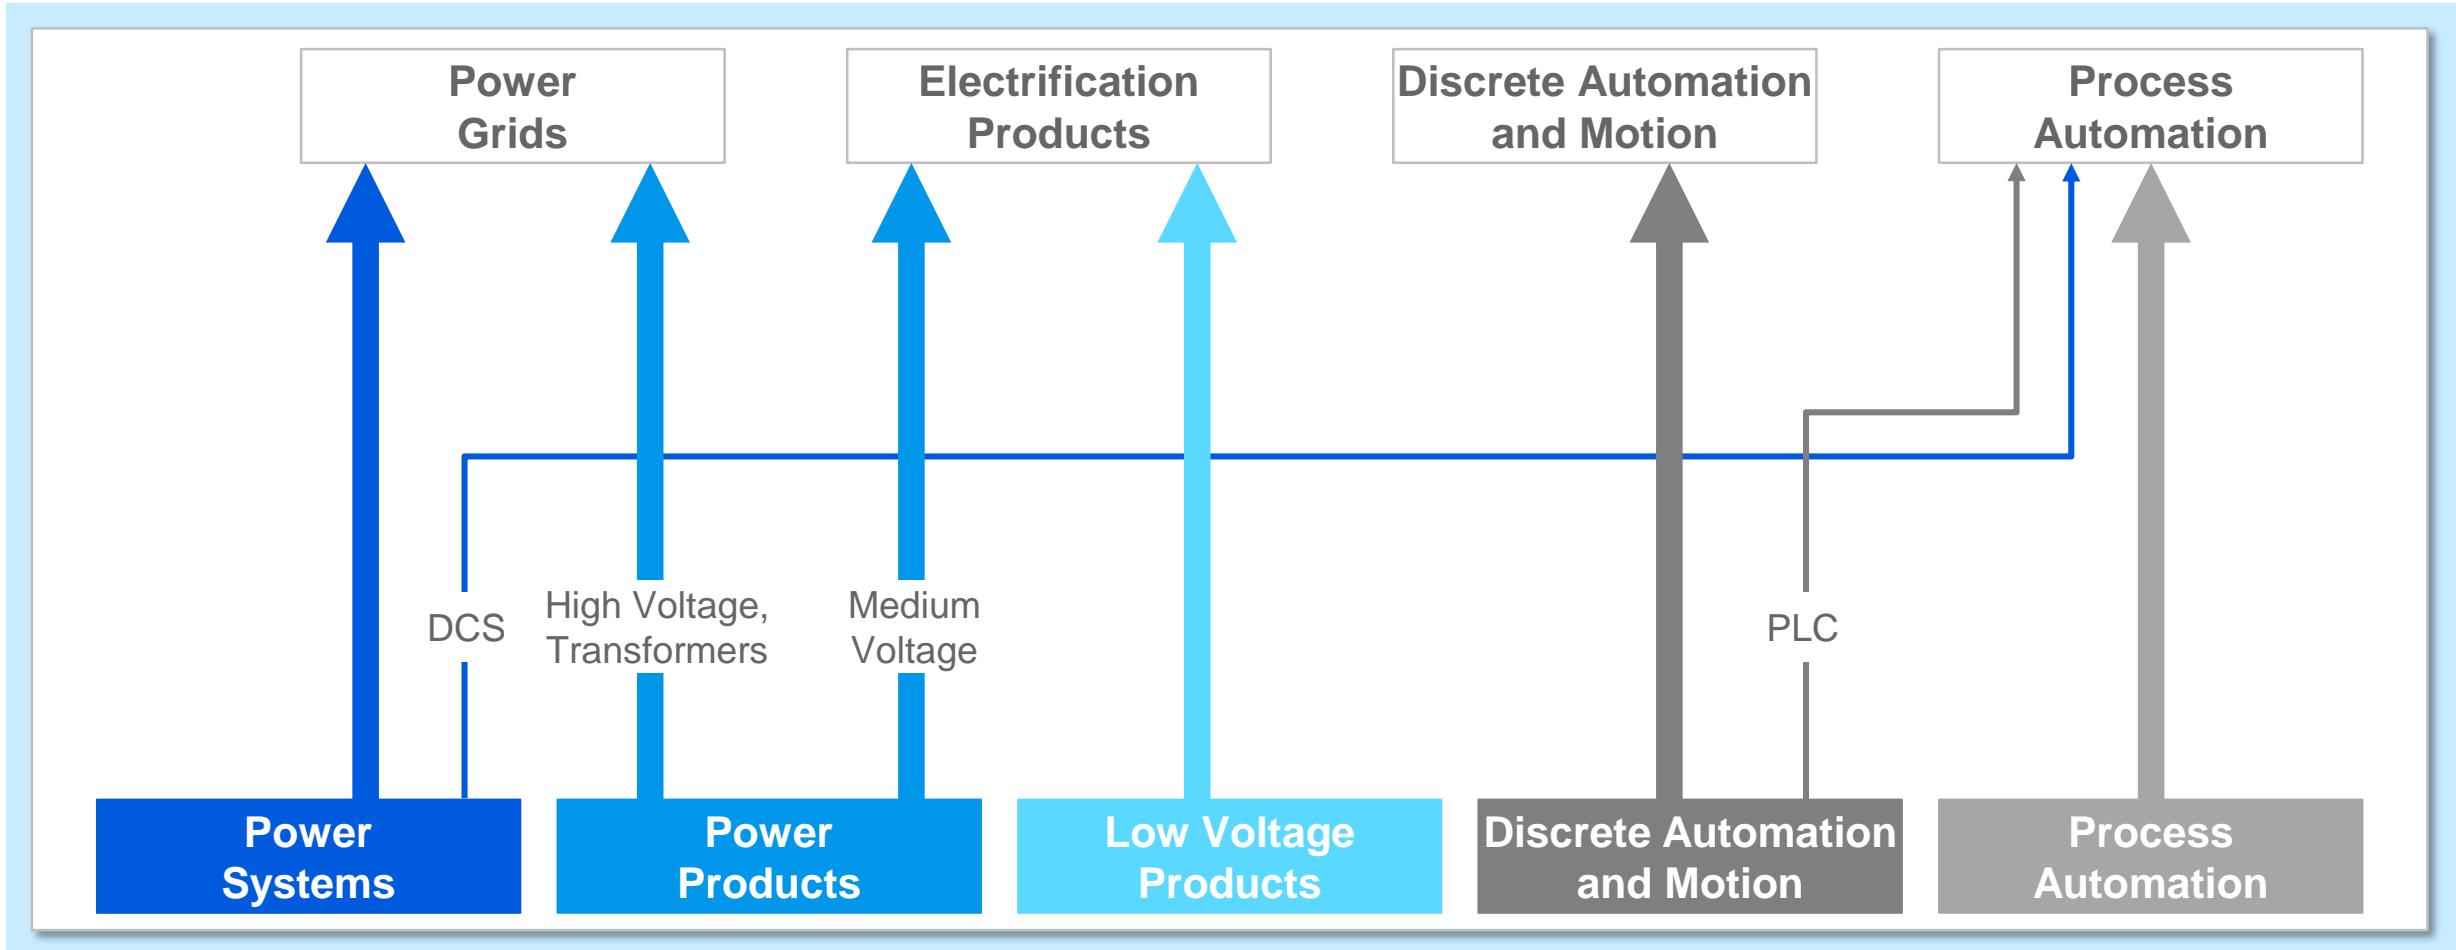 Power
Grids
Electrification
Products
Discrete Automation
and Motion
Process
Automation
DCS
High Voltage,
Transformers
Medium
Voltage
PLC
Power
Systems
Power
Products
Low Voltage
Products
Discrete Automation
and Motion
Process
Automation